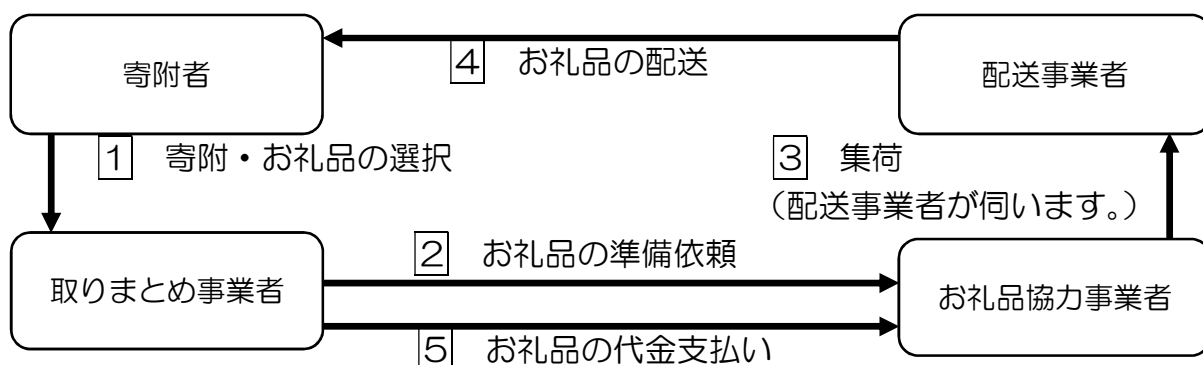 寄附者
4 お礼品の配送
配送事業者
1 寄附・お礼品の選択
3 集荷
（配送事業者が伺います。）
取りまとめ事業者
2 お礼品の準備依頼
お礼品協力事業者
5 お礼品の代金支払い